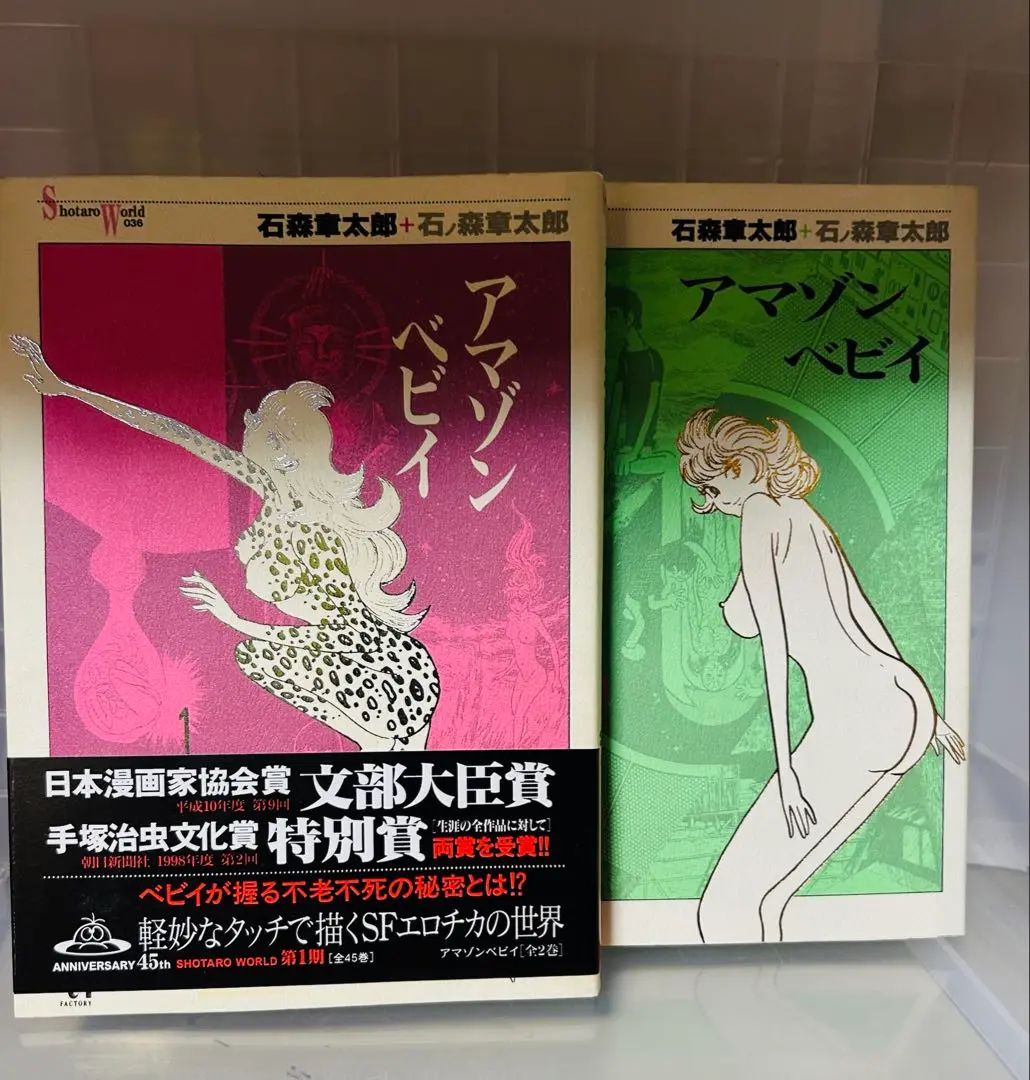 Shotaro World
036
石森章太郎+石ノ森章太郎
アマゾン
ベビイ
1
日本漫画家協会賞 文部大臣賞
平成10年度 第9回
手塚治虫文化賞 特別賞 [生涯の全作品に対して]
朝日新聞社 1998年度 第2回 両賞を受賞!!
ベビイが握る不老不死の秘密とは!?
軽妙なタッチで描くSFエロチカの世界
ANNIVERSARY 45th SHOTARO WORLD 第1期[全45巻] アマゾンベビイ[全2巻]
FACTORY
石森章太郎+石ノ森章太郎
アマゾン
ベビイ